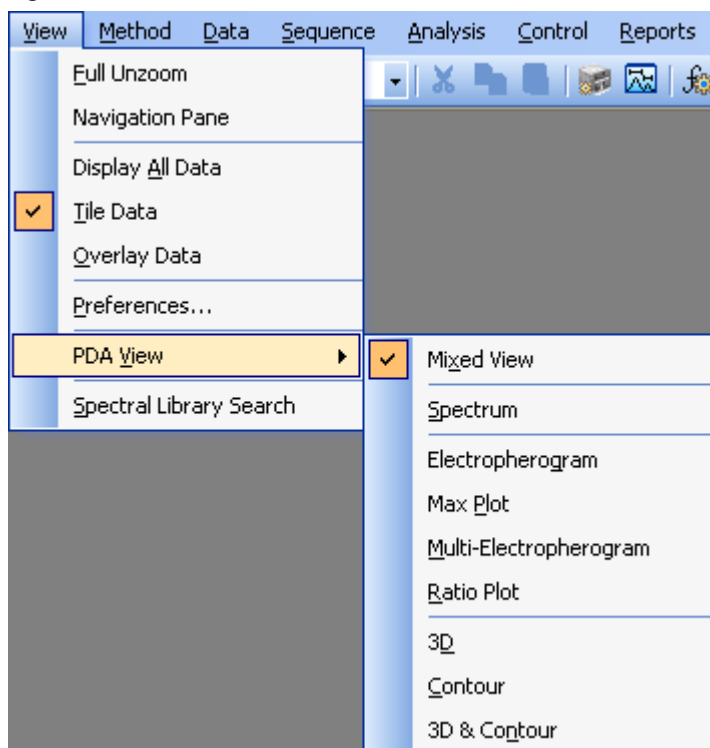 View Method Data Sequence Analysis Control Reports
Full Unzoom
Navigation Pane
Display All Data
Tile Data
Overlay Data
Preferences...
PDA View
Spectral Library Search
Mixed View
Spectrum
Electropherogram
Max Plot
Multi-Electropherogram
Ratio Plot
3D
Contour
3D & Contour